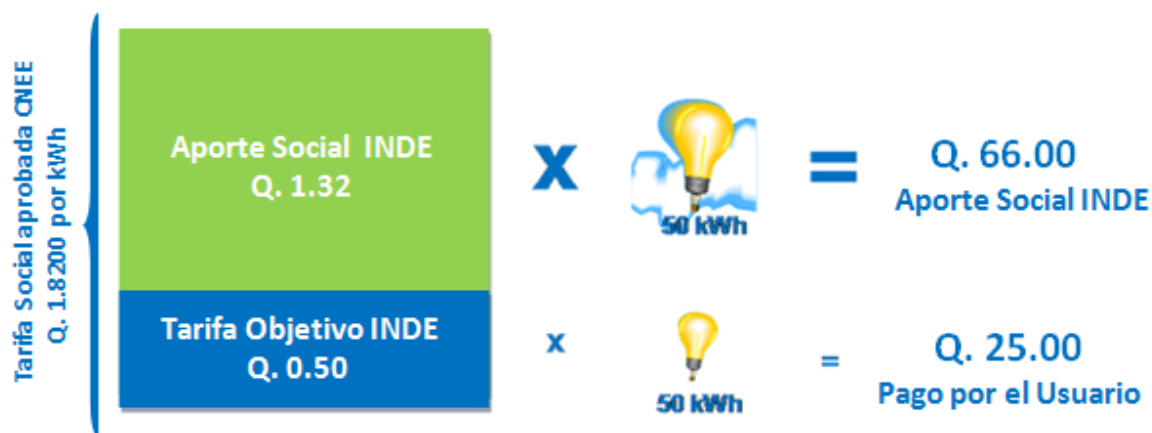 Tarifa Social aprobada CNEE
Q. 1.8200 por kWh
Aporte Social INDE
Q. 1.32
X
50 kWh
=
Q. 66.00
Aporte Social INDE
Tarifa Objetivo INDE
Q. 0.50
x
50 kWh
=
Q. 25.00
Pago por el Usuario